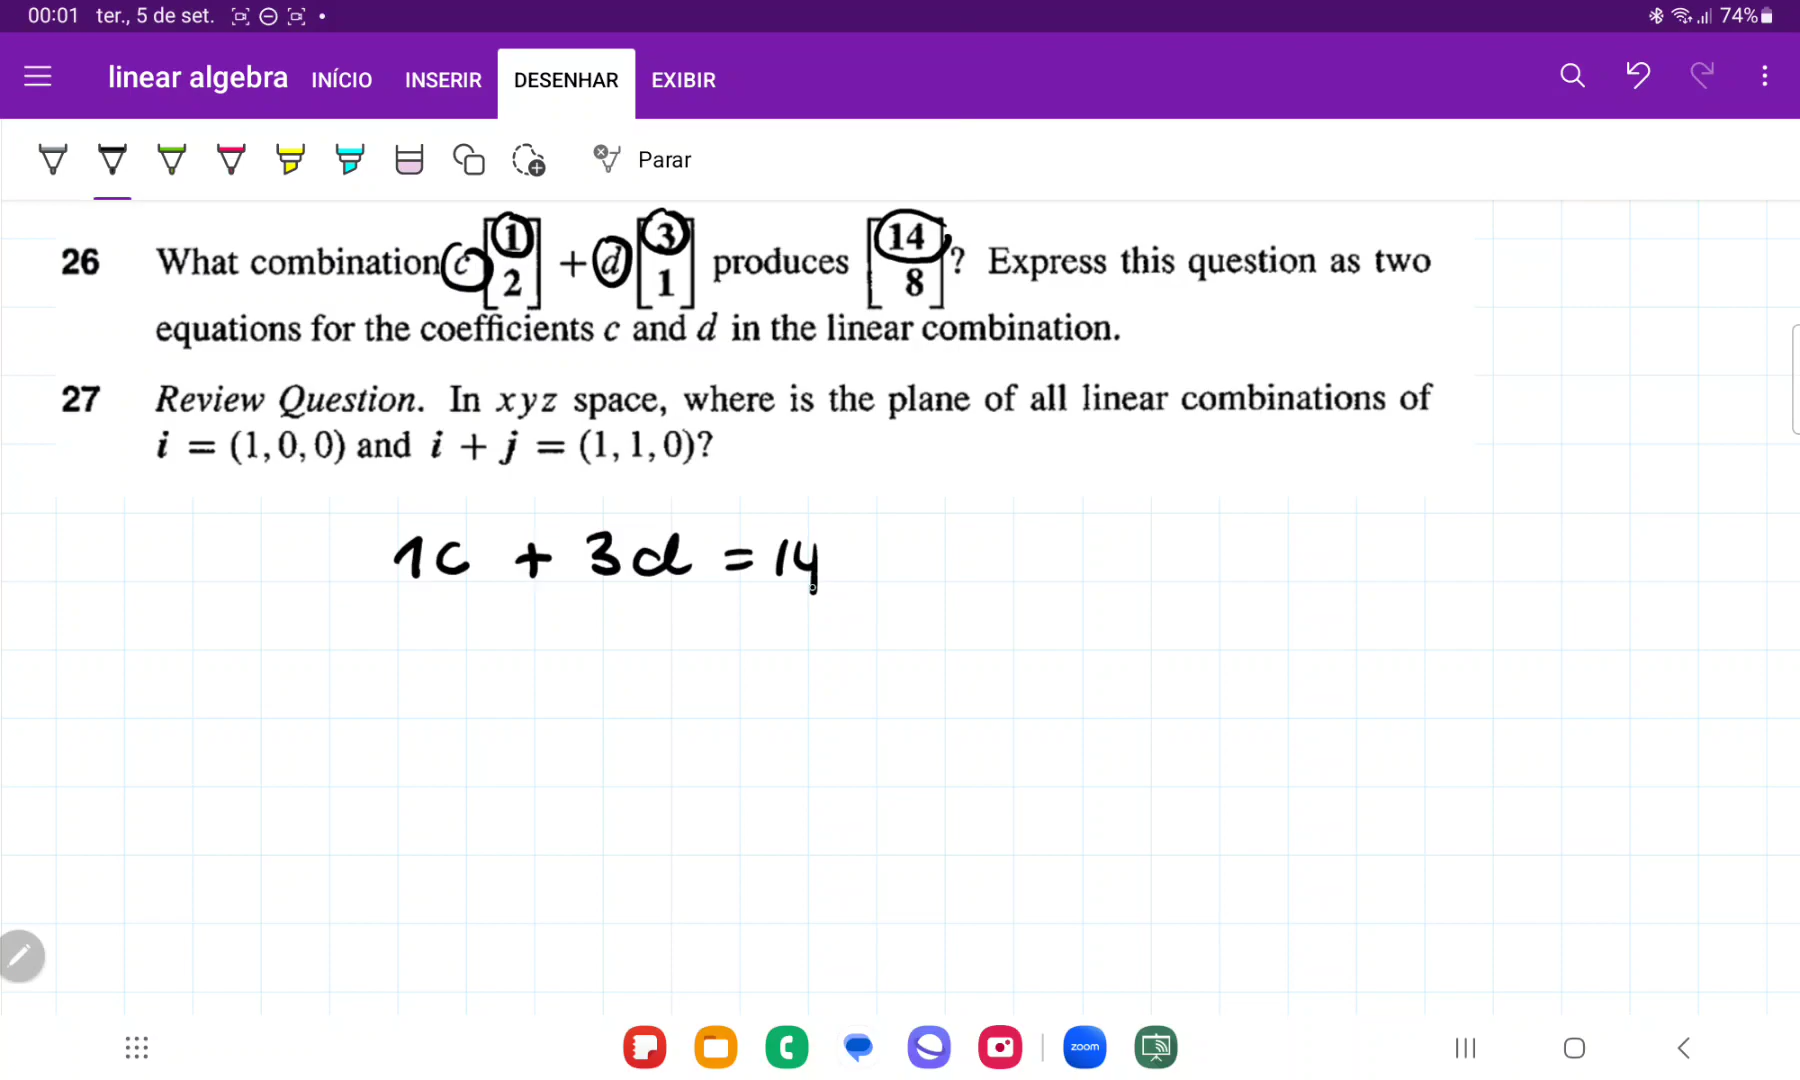 00:01 ter., 5 de set. 74%
linear algebra INÍCIO INSERIR DESENHAR EXIBIR
Parar
26 What combination c [1 2] + d [3 1] produces [14 8]? Express this question as two
equations for the coefficients c and d in the linear combination.
27 Review Question. In xyz space, where is the plane of all linear combinations of
i = (1, 0, 0) and i + j = (1, 1, 0)?
1c + 3d = 14
zoom